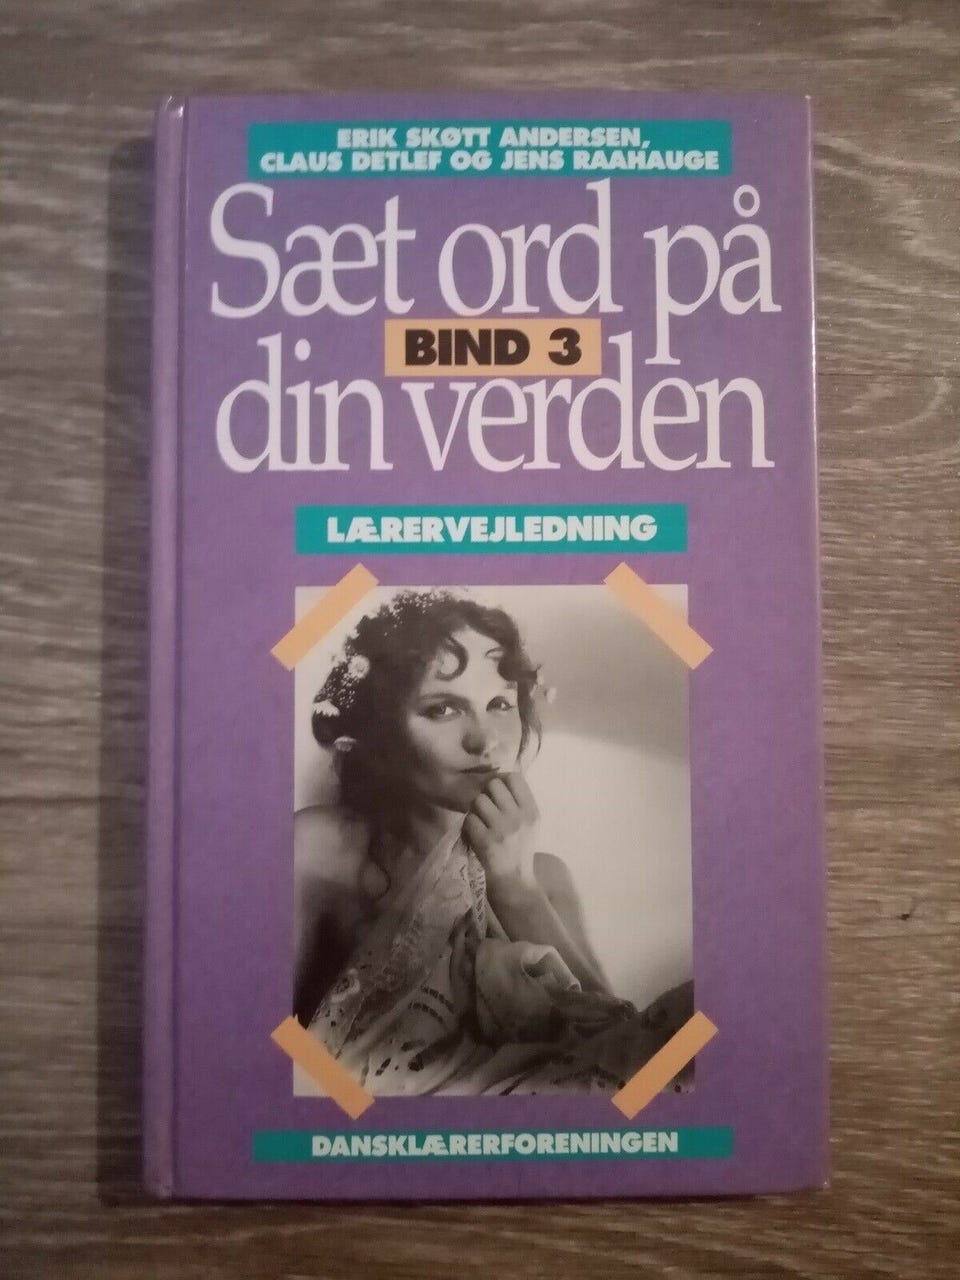 ERIK SKØTT ANDERSEN,
CLAUS DETLEF OG JENS RAAHAUGE
Sæt ord på
BIND 3
din verden
LÆRERVEJLEDNING
DANSKLÆRERFORENINGEN